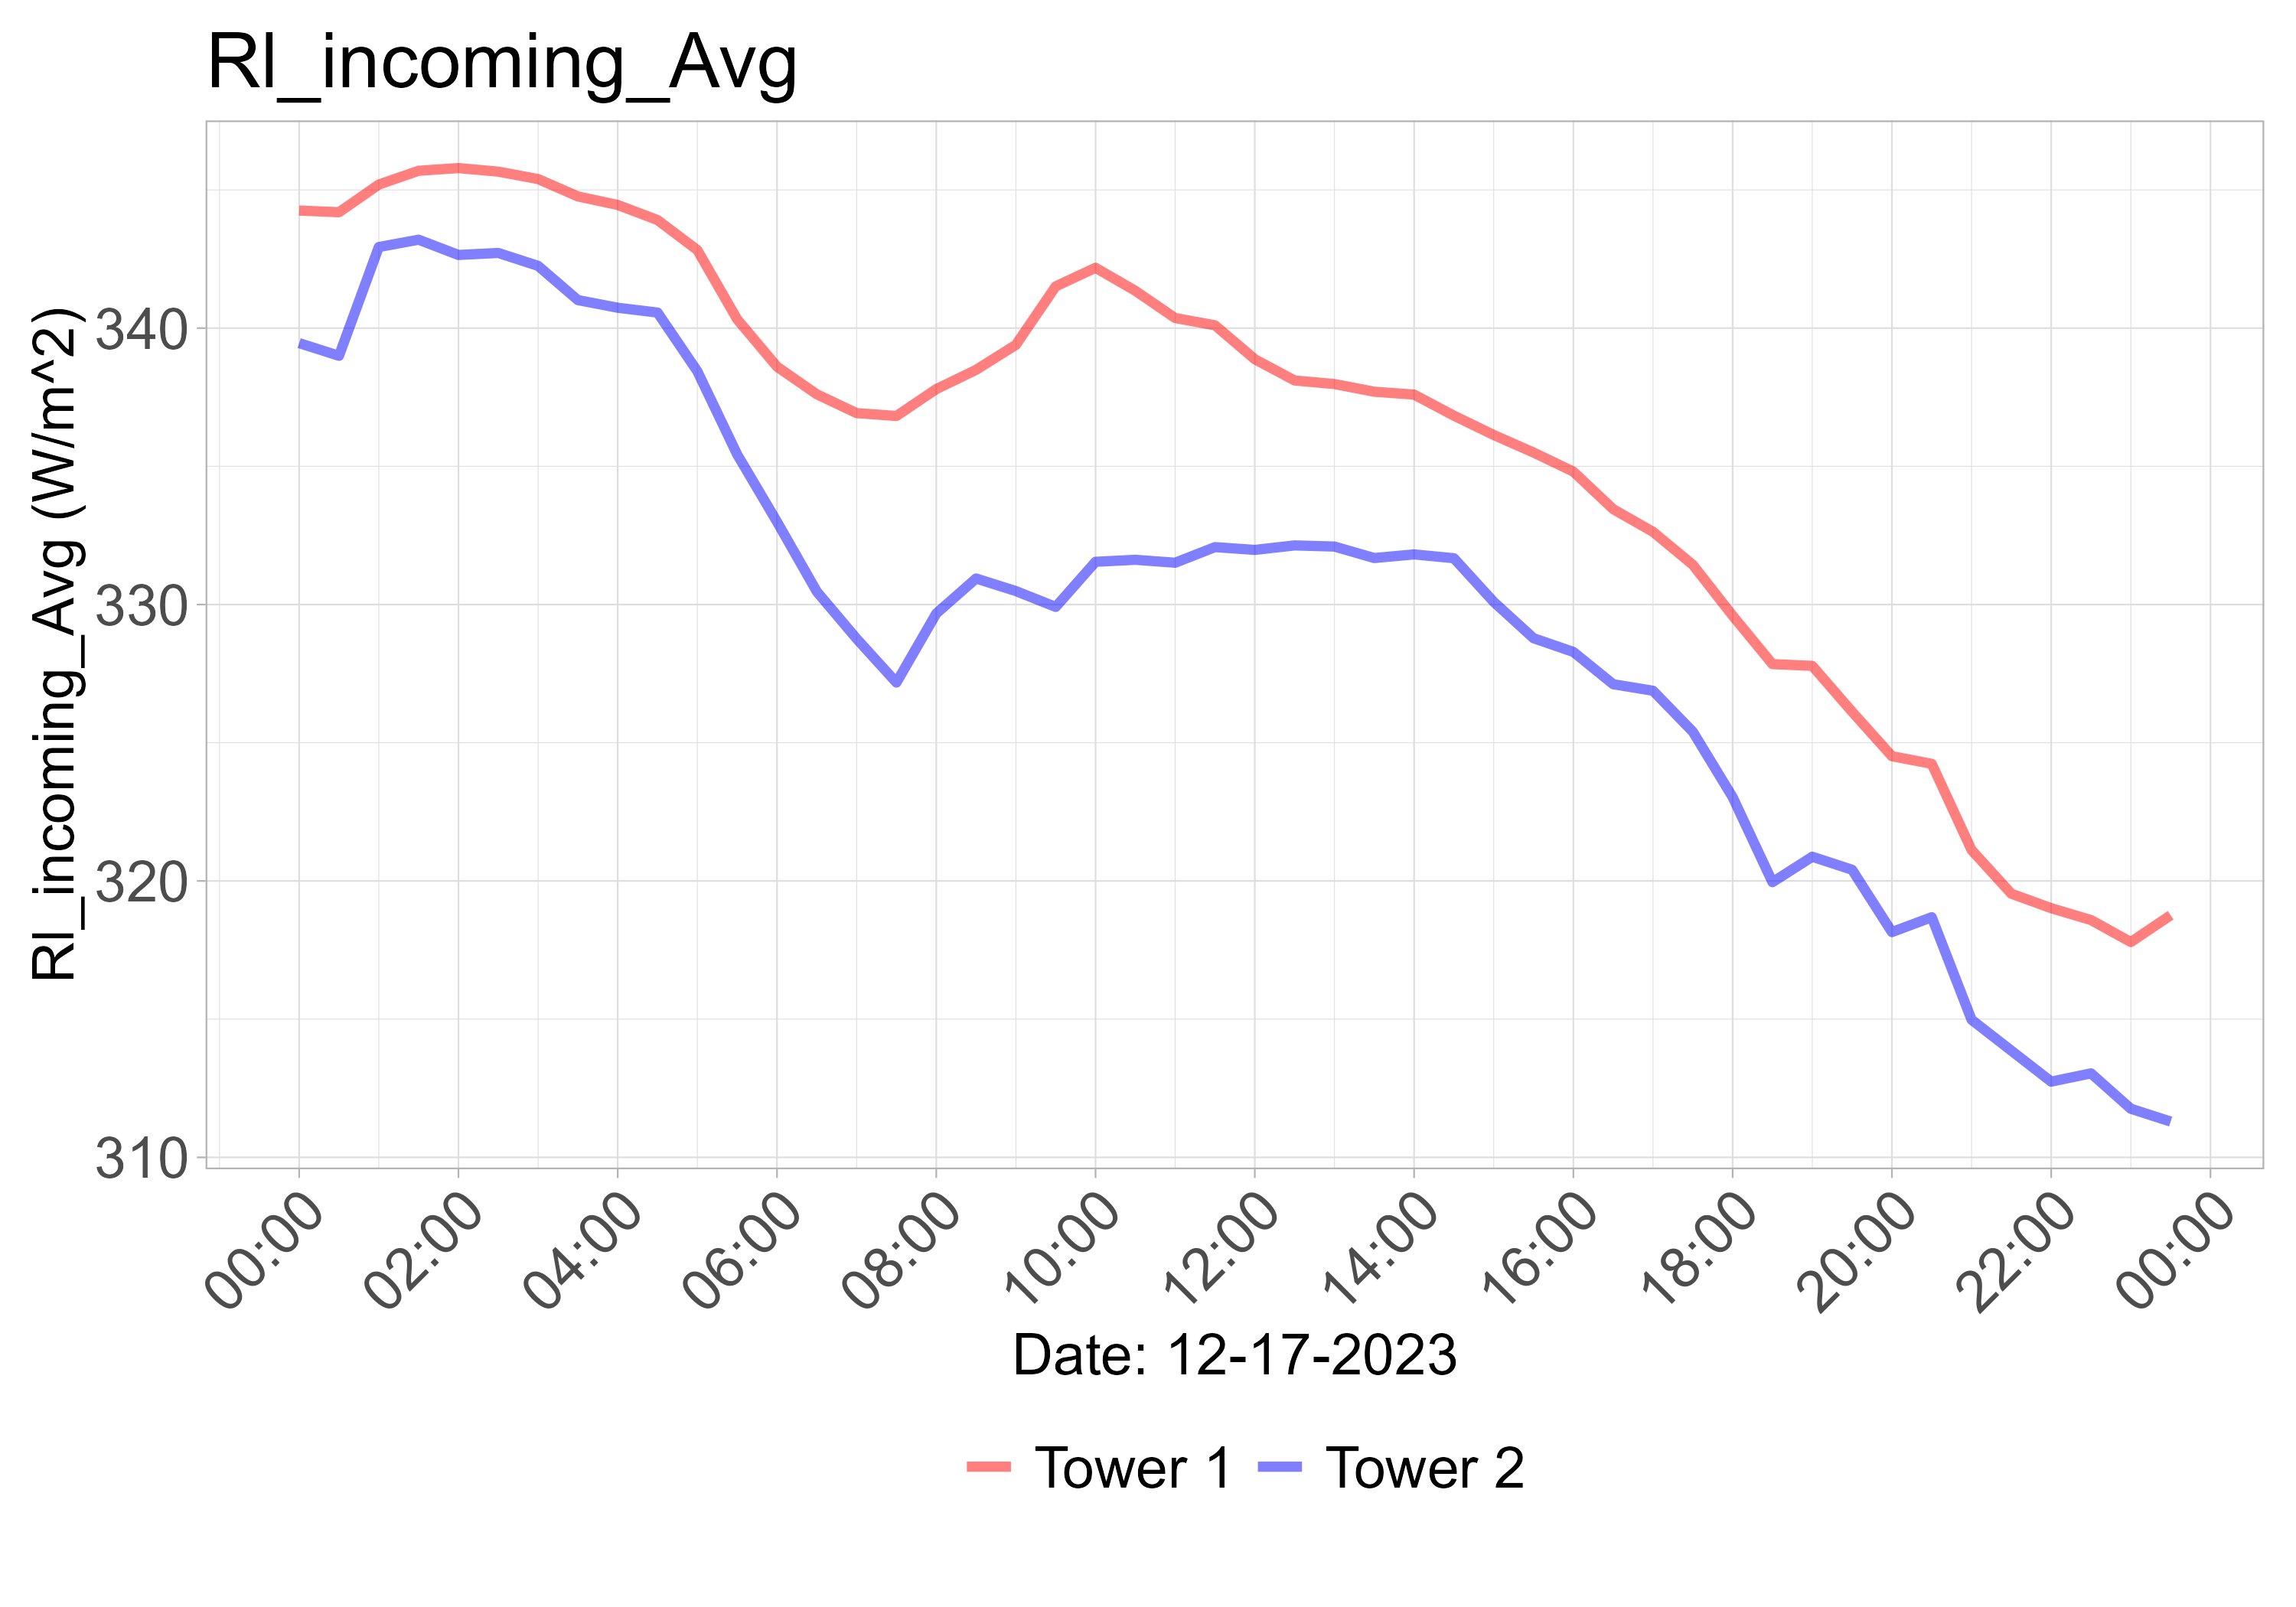 Rl_incoming_Avg
Rl_incoming_Avg (W/m^2)
340
330
320
310
00:00 02:00 04:00 06:00 08:00 10:00 12:00 14:00 16:00 18:00 20:00 22:00 00:00
Date: 12-17-2023
Tower 1 Tower 2